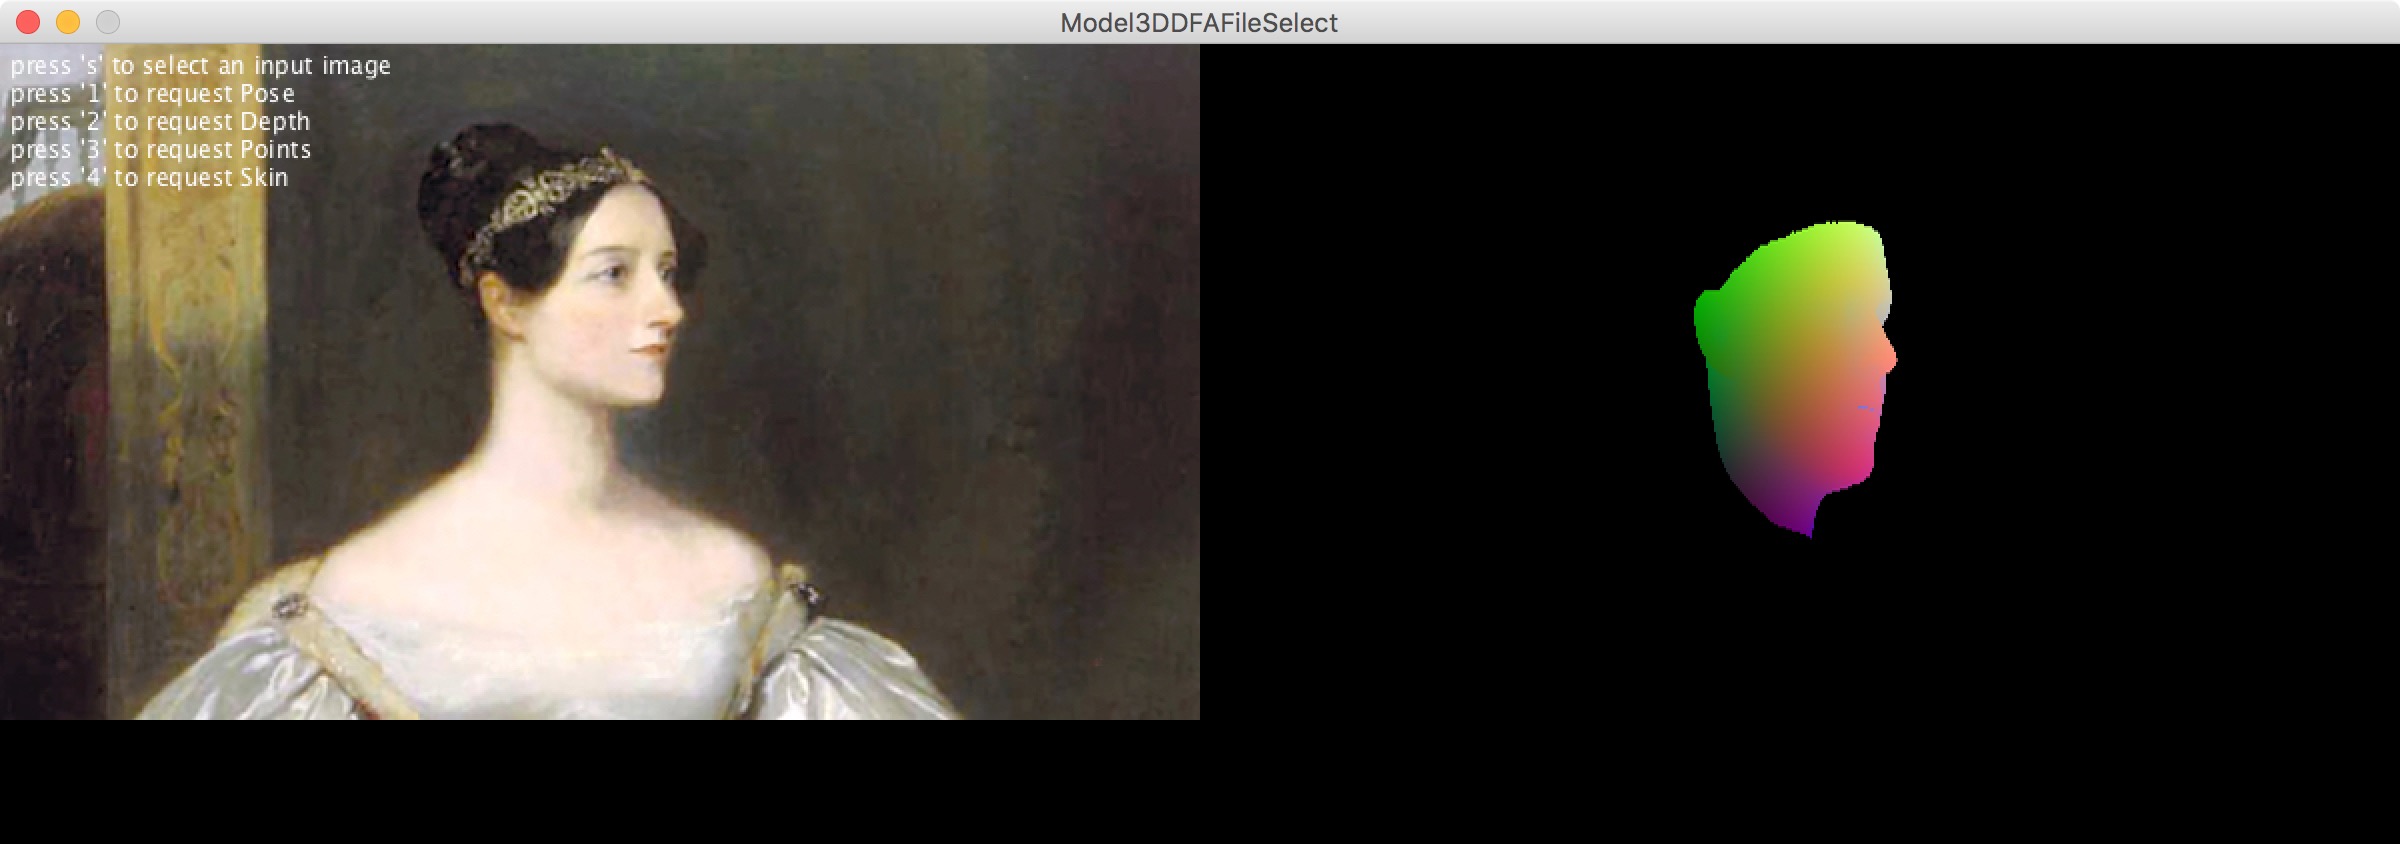 Model3DDFAFileSelect
press 's' to select an input image
press '1' to request Pose
press '2' to request Depth
press '3' to request Points
press '4' to request Skin